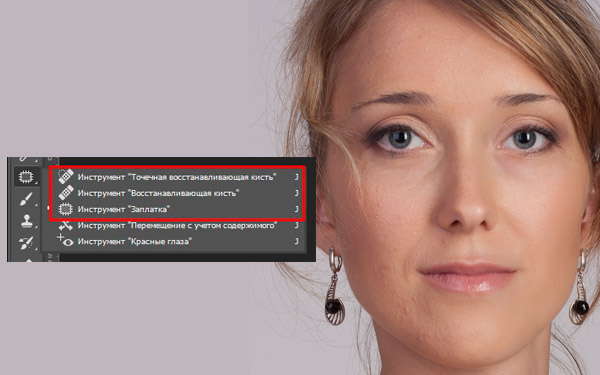 Инструмент "Точечная восстанавливающая кисть" J
Инструмент "Восстанавливающая кисть" J
Инструмент "Заплатка" J
Инструмент "Перемещение с учетом содержимого" J
Инструмент "Красные глаза" J